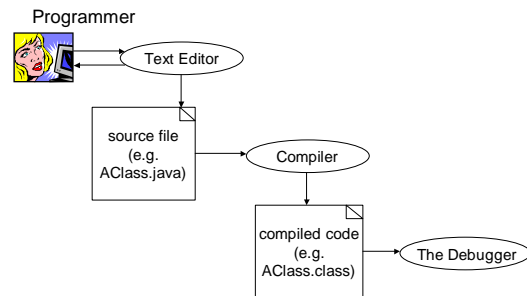 Programmer
Text Editor
source file
(e.g.
AClass.java)
Compiler
compiled code
(e.g.
AClass.class)
The Debugger